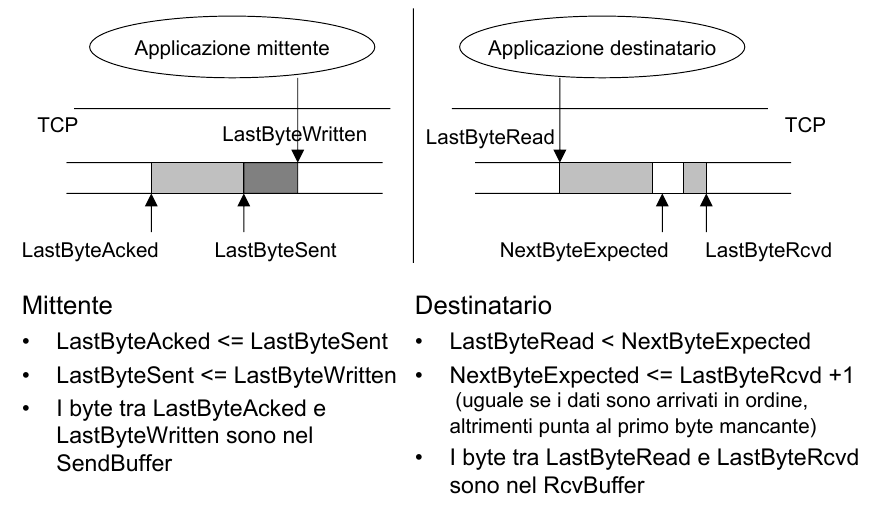 Applicazione mittente
TCP
LastByteWritten
LastByteAcked
LastByteSent
Applicazione destinatario
LastByteRead
TCP
NextByteExpected
LastByteRcvd
Mittente
• LastByteAcked <= LastByteSent
• LastByteSent <= LastByteWritten
• I byte tra LastByteAcked e
LastByteWritten sono nel
SendBuffer
Destinatario
• LastByteRead < NextByteExpected
• NextByteExpected <= LastByteRcvd +1
(uguale se i dati sono arrivati in ordine,
altrimenti punta al primo byte mancante)
• I byte tra LastByteRead e LastByteRcvd
sono nel RcvBuffer